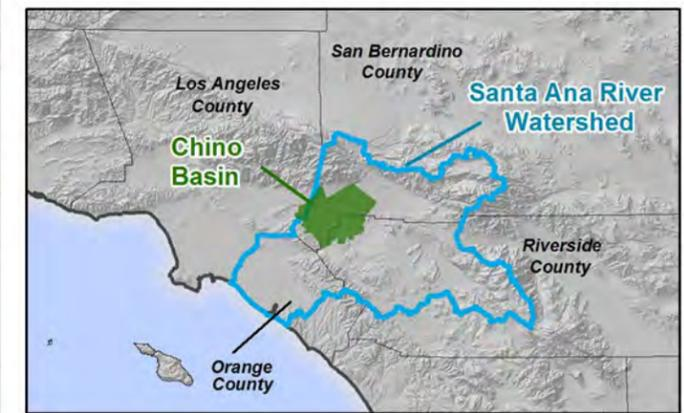 San Bernardino
County
Los Angeles
County
Santa Ana River
Watershed
Chino
Basin
Riverside
County
Orange
County